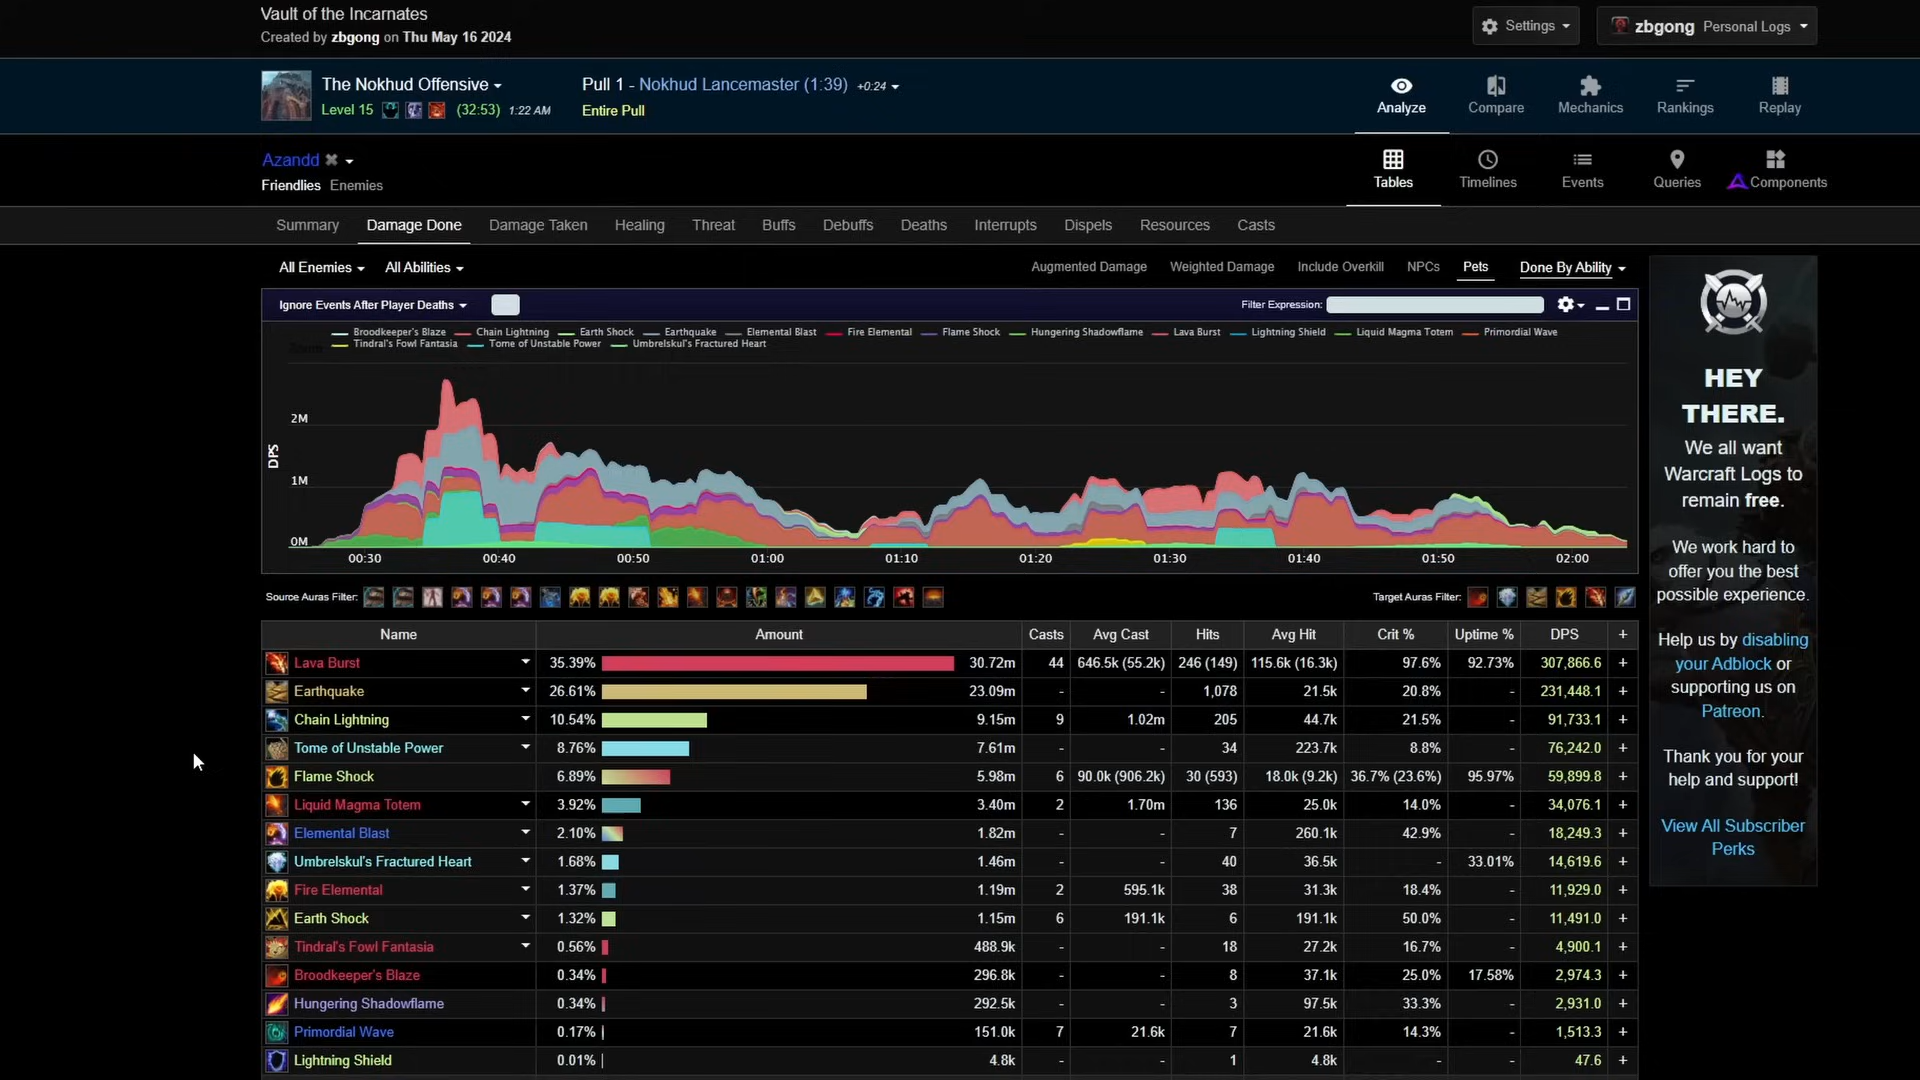 Vault of the Incarnates
Created by zbgong on Thu May 16 2024
Settings
zbgong Personal Logs
The Nokhud Offensive
Level 15 (32:53) 1:22 AM
Pull 1 - Nokhud Lancemaster (1:39) +0:24
Entire Pull
Analyze Compare Mechanics Rankings Replay
Azandd
Friendlies Enemies
Tables Timelines Events Queries Components
Summary Damage Done Damage Taken Healing Threat Buffs Debuffs Deaths Interrupts Dispels Resources Casts
All Enemies All Abilities
Augmented Damage Weighted Damage Include Overkill NPCs Pets Done By Ability
Ignore Events After Player Deaths
Filter Expression:
Broodkeeper's Blaze Chain Lightning Earth Shock Earthquake Elemental Blast Fire Elemental Flame Shock Hungering Shadowflame Lava Burst Lightning Shield Liquid Magma Totem Primordial Wave
Tindral's Fowl Fantasia Tome of Unstable Power Umbrelskul's Fractured Heart
DPS
2M
1M
0M
00:30 00:40 00:50 01:00 01:10 01:20 01:30 01:40 01:50 02:00
Source Auras Filter:
Target Auras Filter:
Name Amount Casts Avg Cast Hits Avg Hit Crit % Uptime % DPS +
Lava Burst 35.39% 30.72m 44 646.5k (55.2k) 246 (149) 115.6k (16.3k) 97.6% 92.73% 307,866.6 +
Earthquake 26.61% 23.09m - - 1,078 21.5k 20.8% - 231,448.1 +
Chain Lightning 10.54% 9.15m 9 1.02m 205 44.7k 21.5% - 91,733.1 +
Tome of Unstable Power 8.76% 7.61m - - 34 223.7k 8.8% - 76,242.0 +
Flame Shock 6.89% 5.98m 6 90.0k (906.2k) 30 (593) 18.0k (9.2k) 36.7% (23.6%) 95.97% 59,899.8 +
Liquid Magma Totem 3.92% 3.40m 2 1.70m 136 25.0k 14.0% - 34,076.1 +
Elemental Blast 2.10% 1.82m - - 7 260.1k 42.9% - 18,249.3 +
Umbrelskul's Fractured Heart 1.68% 1.46m - - 40 36.5k - 33.01% 14,619.6 +
Fire Elemental 1.37% 1.19m 2 595.1k 38 31.3k 18.4% - 11,929.0 +
Earth Shock 1.32% 1.15m 6 191.1k 6 191.1k 50.0% - 11,491.0 +
Tindral's Fowl Fantasia 0.56% 488.9k - - 18 27.2k 16.7% - 4,900.1 +
Broodkeeper's Blaze 0.34% 296.8k - - 8 37.1k 25.0% 17.58% 2,974.3 +
Hungering Shadowflame 0.34% 292.5k - - 3 97.5k 33.3% - 2,931.0 +
Primordial Wave 0.17% 151.0k 7 21.6k 7 21.6k 14.3% - 1,513.3 +
Lightning Shield 0.01% 4.8k - - 1 4.8k - - 47.6 +
HEY
THERE.
We all want
Warcraft Logs to
remain free.
We work hard to
offer you the best
possible experience.
Help us by disabling
your Adblock or
supporting us on
Patreon.
Thank you for your
help and support!
View All Subscriber
Perks